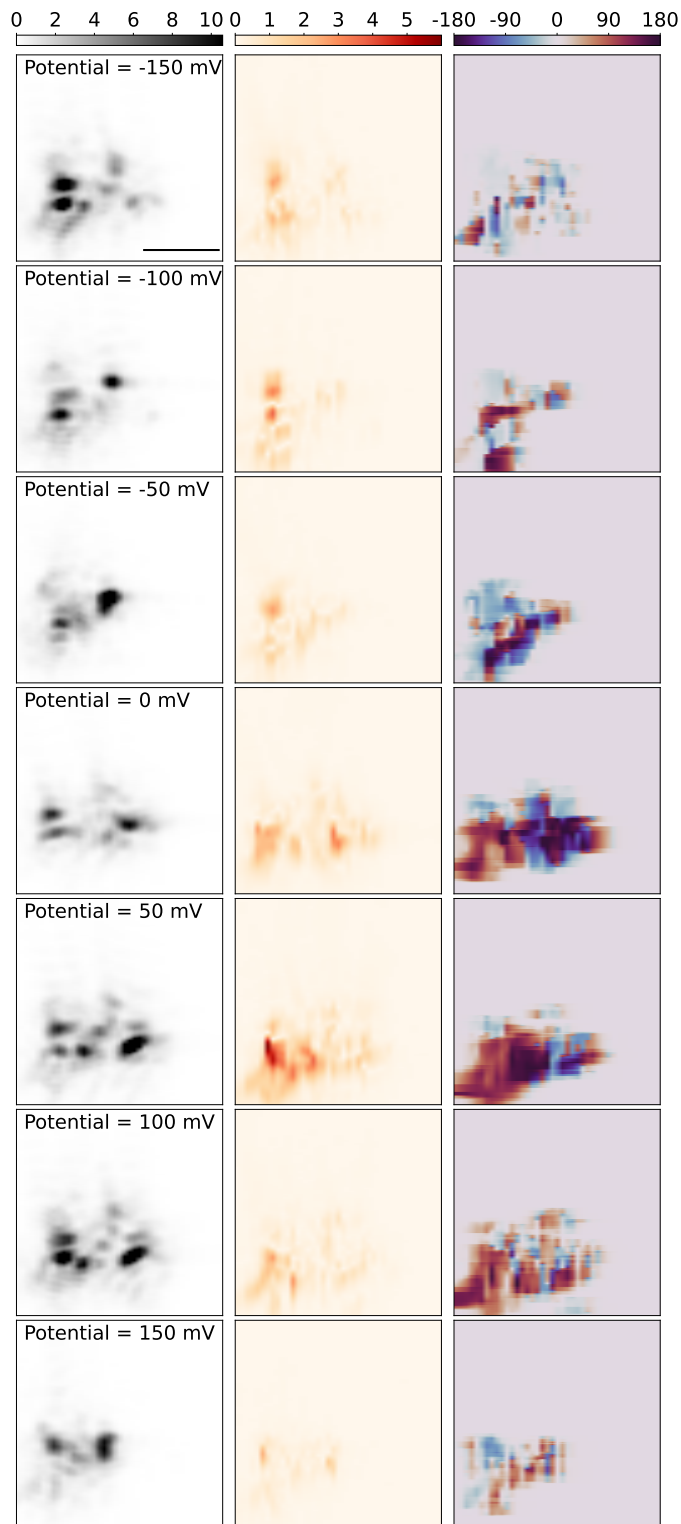 0 2 4 6 8 10 0 1 2 3 4 5 -180 -90 0 90 180
Potential = -150 mV
Potential = -100 mV
Potential = -50 mV
Potential = 0 mV
Potential = 50 mV
Potential = 100 mV
Potential = 150 mV